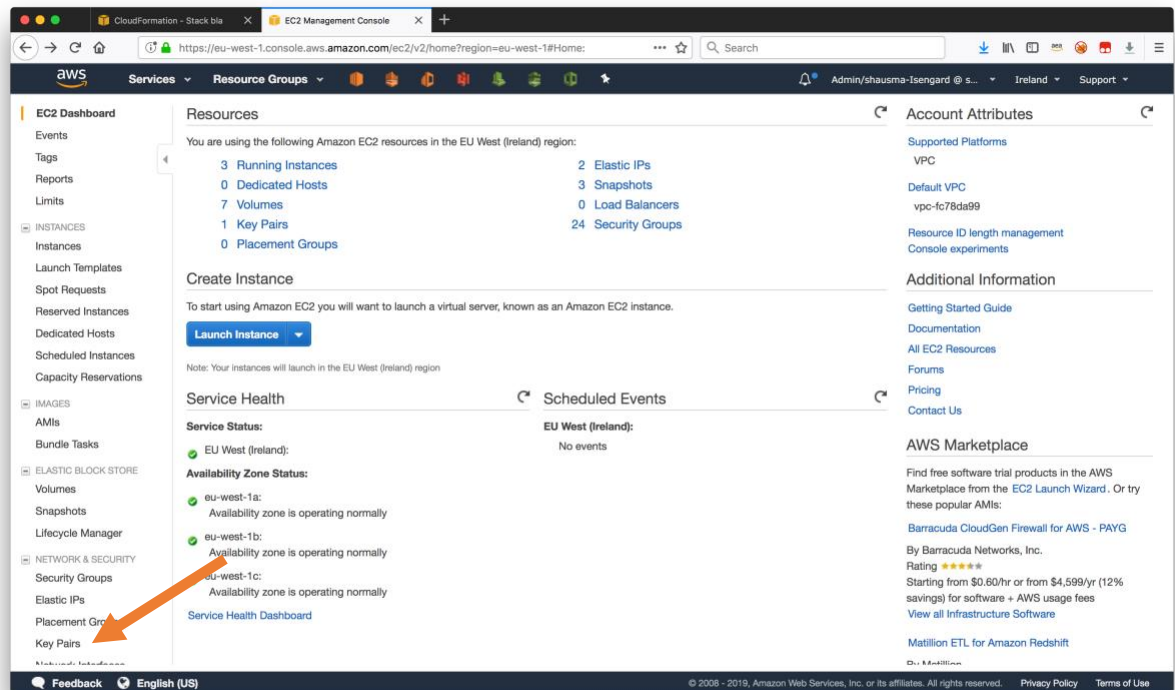 CloudFormation - Stack bla
EC2 Management Console
https://eu-west-1.console.aws.amazon.com/ec2/v2/home?region=eu-west-1#Home:
Search
aws
Services
Resource Groups
Admin/shausma-Isengard @ s...
Ireland
Support
EC2 Dashboard
Events
Tags
Reports
Limits
INSTANCES
Instances
Launch Templates
Spot Requests
Reserved Instances
Dedicated Hosts
Scheduled Instances
Capacity Reservations
IMAGES
AMIs
Bundle Tasks
ELASTIC BLOCK STORE
Volumes
Snapshots
Lifecycle Manager
NETWORK & SECURITY
Security Groups
Elastic IPs
Placement
Key Pairs
Resources
You are using the following Amazon EC2 resources in the EU West (Ireland) region:
3 Running Instances
0 Dedicated Hosts
7 Volumes
1 Key Pairs
0 Placement Groups
2 Elastic IPs
3 Snapshots
0 Load Balancers
24 Security Groups
Create Instance
To start using Amazon EC2 you will want to launch a virtual server, known as an Amazon EC2 instance.
Launch Instance
Note: Your instances will launch in the EU West (Ireland) region
Service Health
Service Status:
EU West (Ireland):
Availability Zone Status:
eu-west-1a:
Availability zone is operating normally
eu-west-1b:
Availability zone is operating normally
eu-west-1c:
Availability zone is operating normally
Service Health Dashboard
Scheduled Events
EU West (Ireland):
No events
Account Attributes
Supported Platforms
VPC
Default VPC
vpc-fc78da99
Resource ID length management
Console experiments
Additional Information
Getting Started Guide
Documentation
All EC2 Resources
Forums
Pricing
Contact Us
AWS Marketplace
Find free software trial products in the AWS
Marketplace from the EC2 Launch Wizard. Or try
these popular AMIs:
Barracuda CloudGen Firewall for AWS - PAYG
By Barracuda Networks, Inc.
Rating
Starting from $0.60/hr or from $4,599/yr (12%
savings) for software + AWS usage fees
View all Infrastructure Software
Matillion ETL for Amazon Redshift
Feedback
English (US)
© 2008 - 2019, Amazon Web Services, Inc. or its affiliates. All rights reserved.
Privacy Policy
Terms of Use